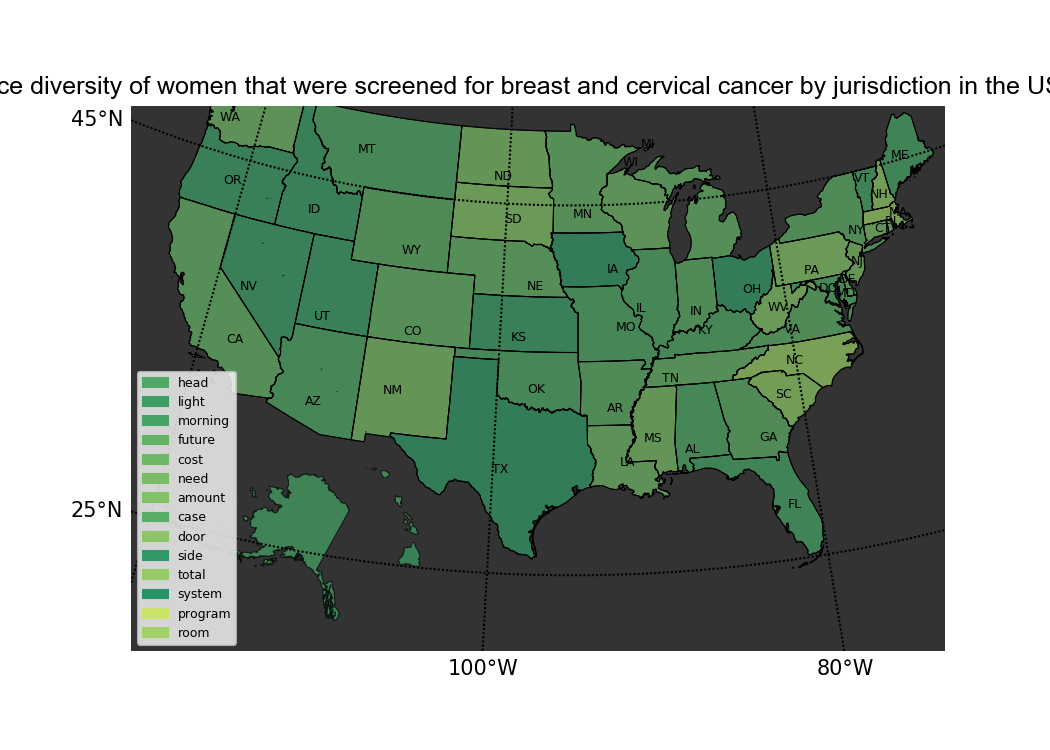 ce diversity of women that were screened for breast and cervical cancer by jurisdiction in the US
45°N
25°N
100°W
80°W
WA
MT
ND
MN
WI
MI
ME
VT
NH
MA
OR
ID
SD
WY
NY
CT
RI
NV
UT
NE
IA
PA
NJ
DE
DC
MD
CA
CO
KS
MO
IL
IN
OH
WV
VA
KY
AZ
NM
OK
AR
TN
NC
SC
TX
LA
MS
AL
GA
FL
head
light
morning
future
cost
need
amount
case
door
side
total
system
program
room